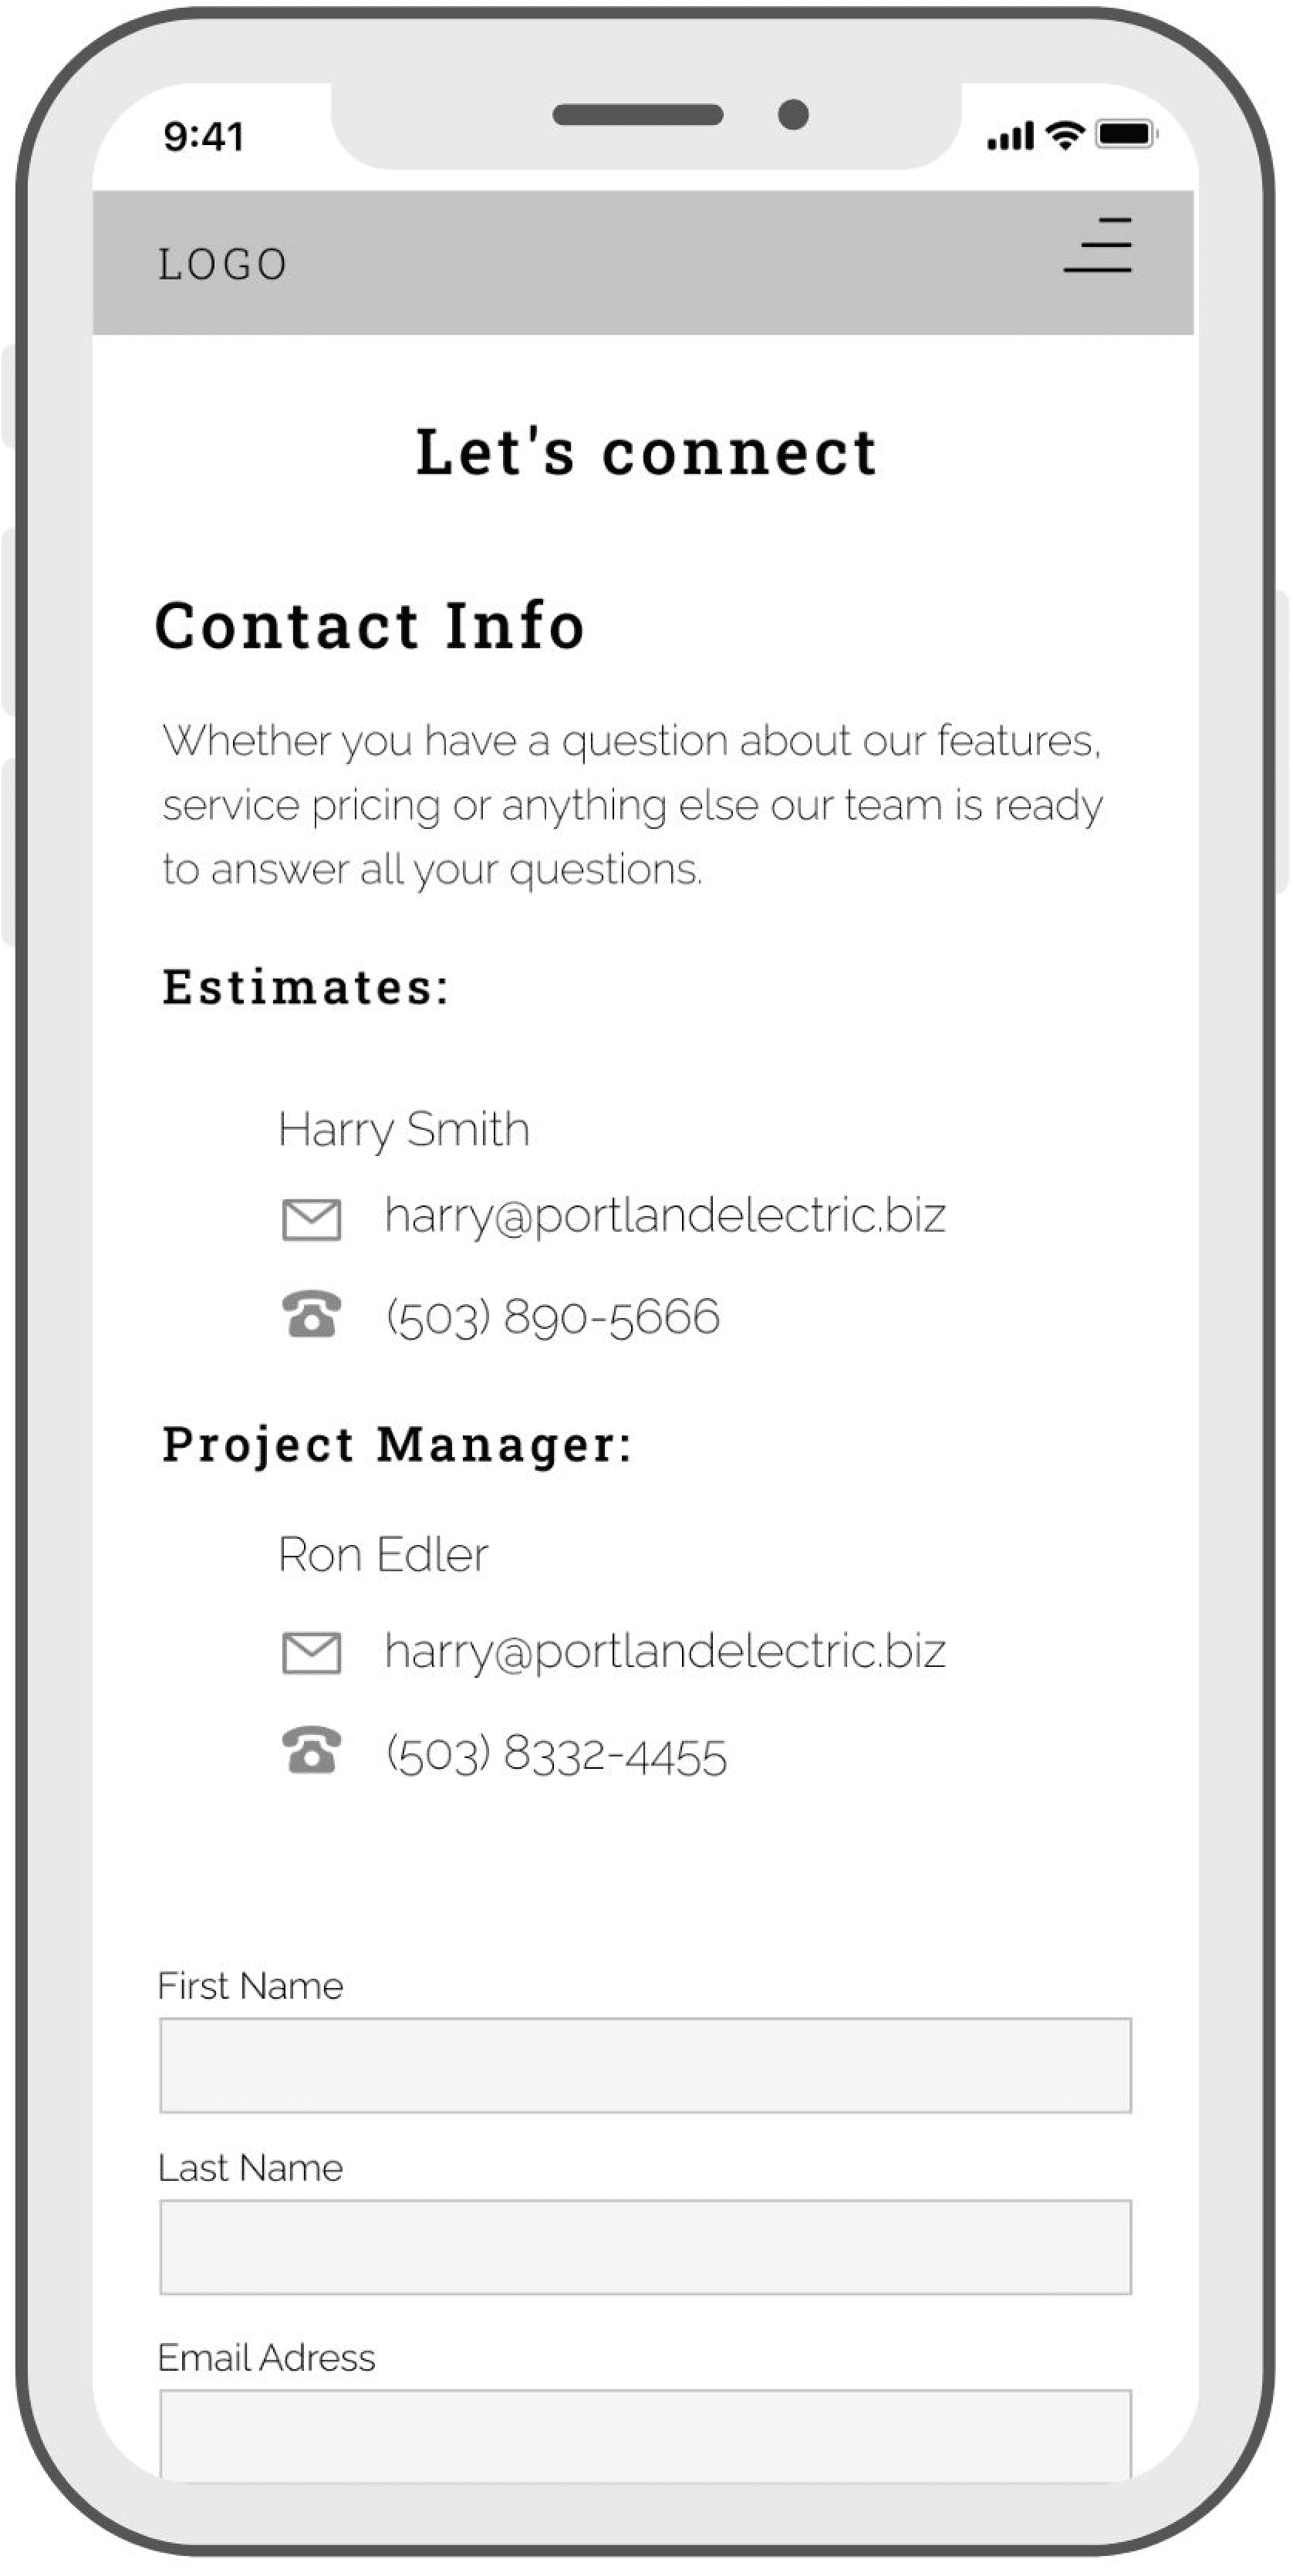 9:41
LOGO
Let's connect
Contact Info
Whether you have a question about our features,
service pricing or anything else our team is ready
to answer all your questions.
Estimates:
Harry Smith
harry@portlandelectric.biz
(503) 890-5666
Project Manager:
Ron Edler
harry@portlandelectric.biz
(503) 8332-4455
First Name
Last Name
Email Adress